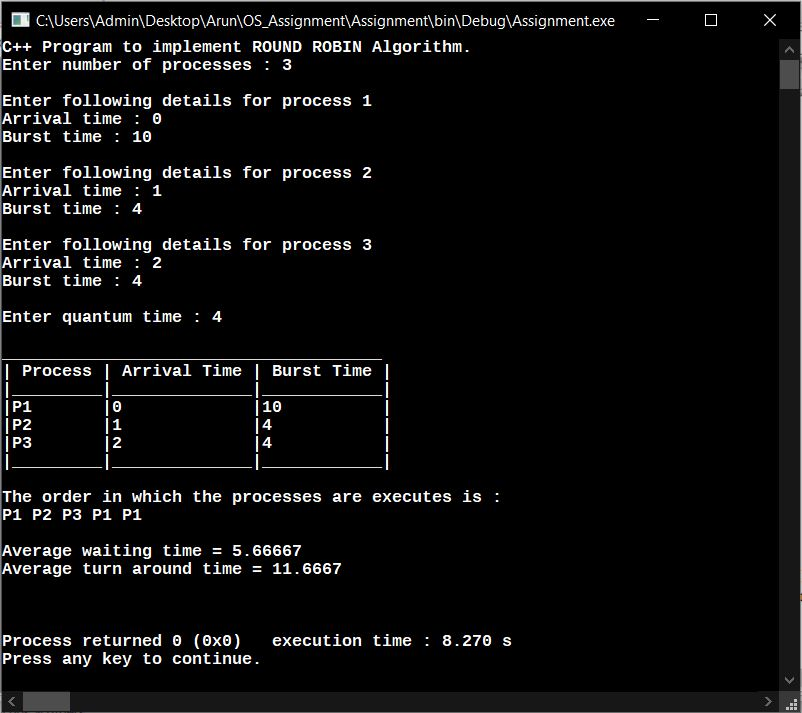 C:\Users\Admin\Desktop\Arun\OS_Assignment\Assignment\bin\Debug\Assignment.exe
C++ Program to implement ROUND ROBIN Algorithm.
Enter number of processes : 3
Enter following details for process 1
Arrival time : 0
Burst time : 10
Enter following details for process 2
Arrival time : 1
Burst time : 4
Enter following details for process 3
Arrival time : 2
Burst time : 4
Enter quantum time : 4
______________________________________
| Process | Arrival Time | Burst Time |
|_________|______________|____________|
|P1       |0             |10          |
|P2       |1             |4           |
|P3       |2             |4           |
|_________|______________|____________|
The order in which the processes are executes is :
P1 P2 P3 P1 P1
Average waiting time = 5.66667
Average turn around time = 11.6667
Process returned 0 (0x0)   execution time : 8.270 s
Press any key to continue.